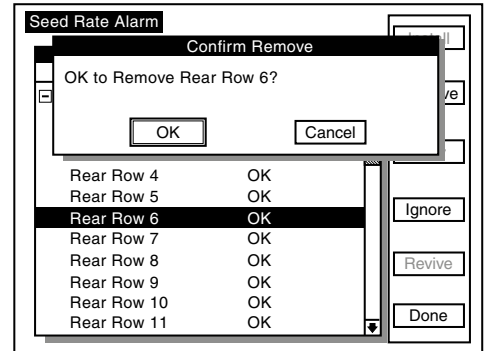 Seed Rate Alarm
Confirm Remove
OK to Remove Rear Row 6?
OK Cancel
Rear Row 4 OK
Rear Row 5 OK
Rear Row 6 OK
Rear Row 7 OK
Rear Row 8 OK
Rear Row 9 OK
Rear Row 10 OK
Rear Row 11 OK
Ignore
Revive
Done